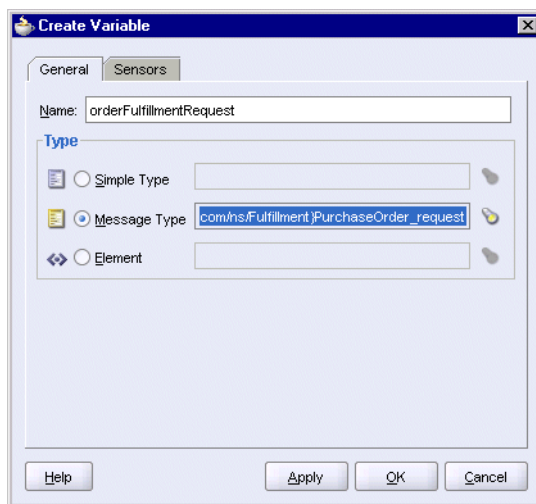 Create Variable
General Sensors
Name: orderFulfillmentRequest
Type
Simple Type
Message Type com/ns/Fulfillment}PurchaseOrder_request
Element
Help Apply OK Cancel